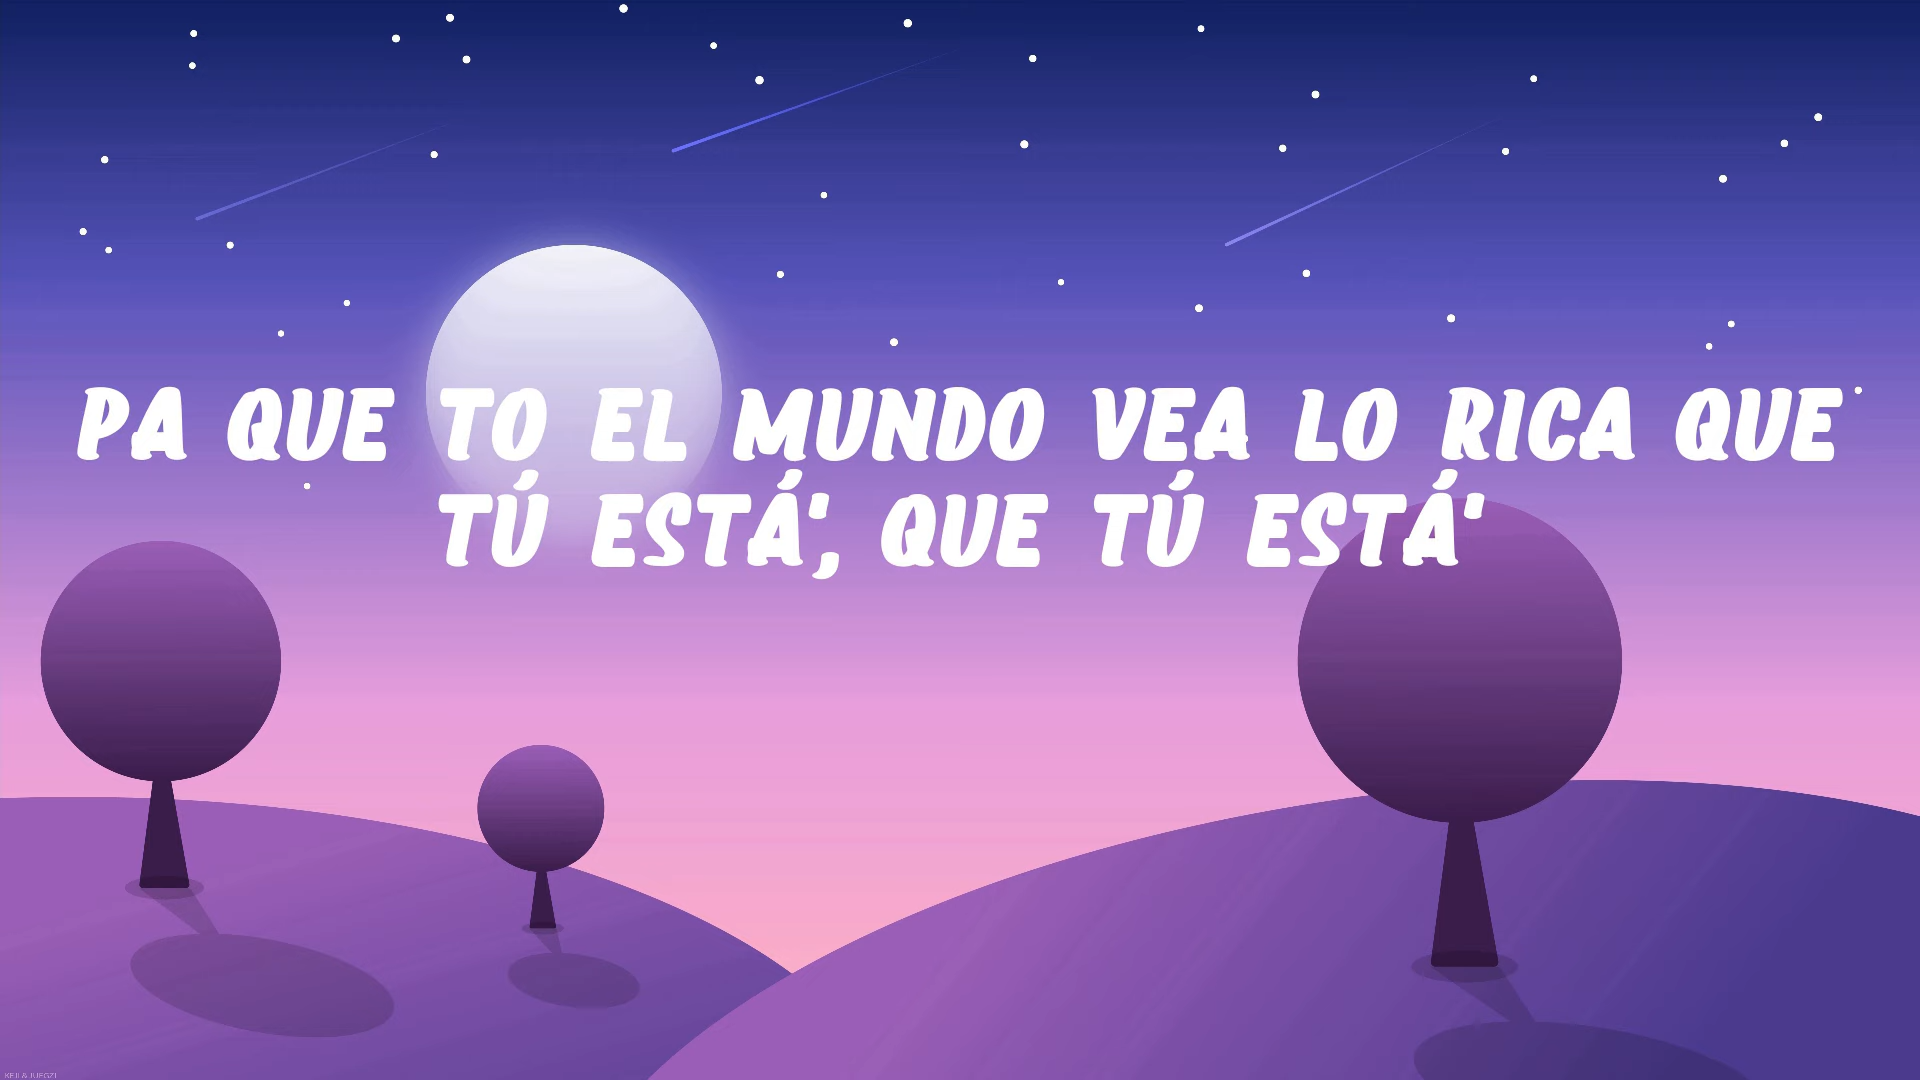 PA QUE TO EL MUNDO VEA LO RICA QUE
TÚ ESTÁ', QUE TÚ ESTÁ'